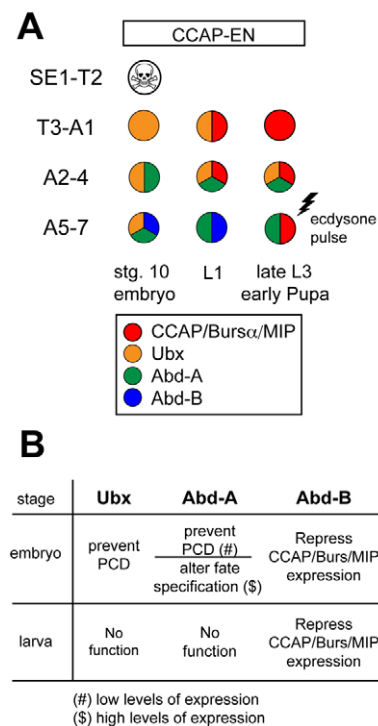 A
CCAP-EN
SE1-T2
T3-A1
A2-4
A5-7
ecdysone
pulse
stg. 10
embryo
L1
late L3
early Pupa
CCAP/Bursα/MIP
Ubx
Abd-A
Abd-B
B
stage Ubx Abd-A Abd-B
embryo
prevent
PCD
prevent
PCD (#)
alter fate
specification ($)
Repress
CCAP/Burs/MIP
expression
larva
No
function
No
function
Repress
CCAP/Burs/MIP
expression
(#) low levels of expression
($) high levels of expression